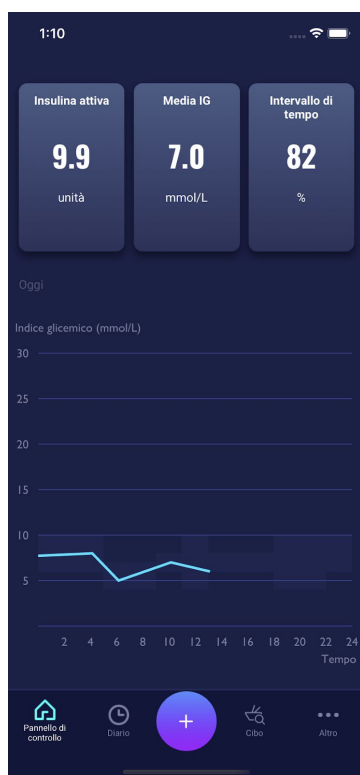 1:10
Insulina attiva
9.9
unità
Media IG
7.0
mmol/L
Intervallo di
tempo
82
%
Oggi
Indice glicemico (mmol/L)
30
25
20
15
10
5
2 4 6 8 10 12 14 16 18 20 22 24
Tempo
Pannello di
controllo
Diario
+
Cibo
Altro